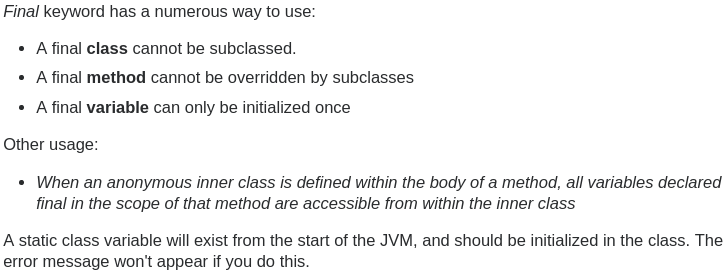 Final keyword has a numerous way to use:
• A final class cannot be subclassed.
• A final method cannot be overridden by subclasses
• A final variable can only be initialized once
Other usage:
• When an anonymous inner class is defined within the body of a method, all variables declared
final in the scope of that method are accessible from within the inner class
A static class variable will exist from the start of the JVM, and should be initialized in the class. The
error message won't appear if you do this.